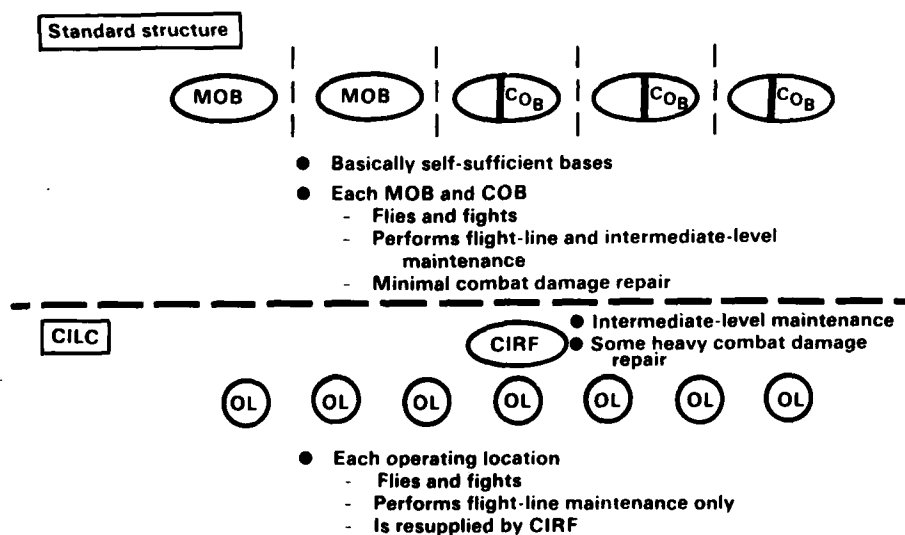 Standard structure
MOB MOB COB COB COB
● Basically self-sufficient bases
● Each MOB and COB
- Flies and fights
- Performs flight-line and intermediate-level
maintenance
- Minimal combat damage repair
CILC
CIRF
● Intermediate-level maintenance
● Some heavy combat damage
repair
OL OL OL OL OL OL OL
● Each operating location
- Flies and fights
- Performs flight-line maintenance only
- Is resupplied by CIRF